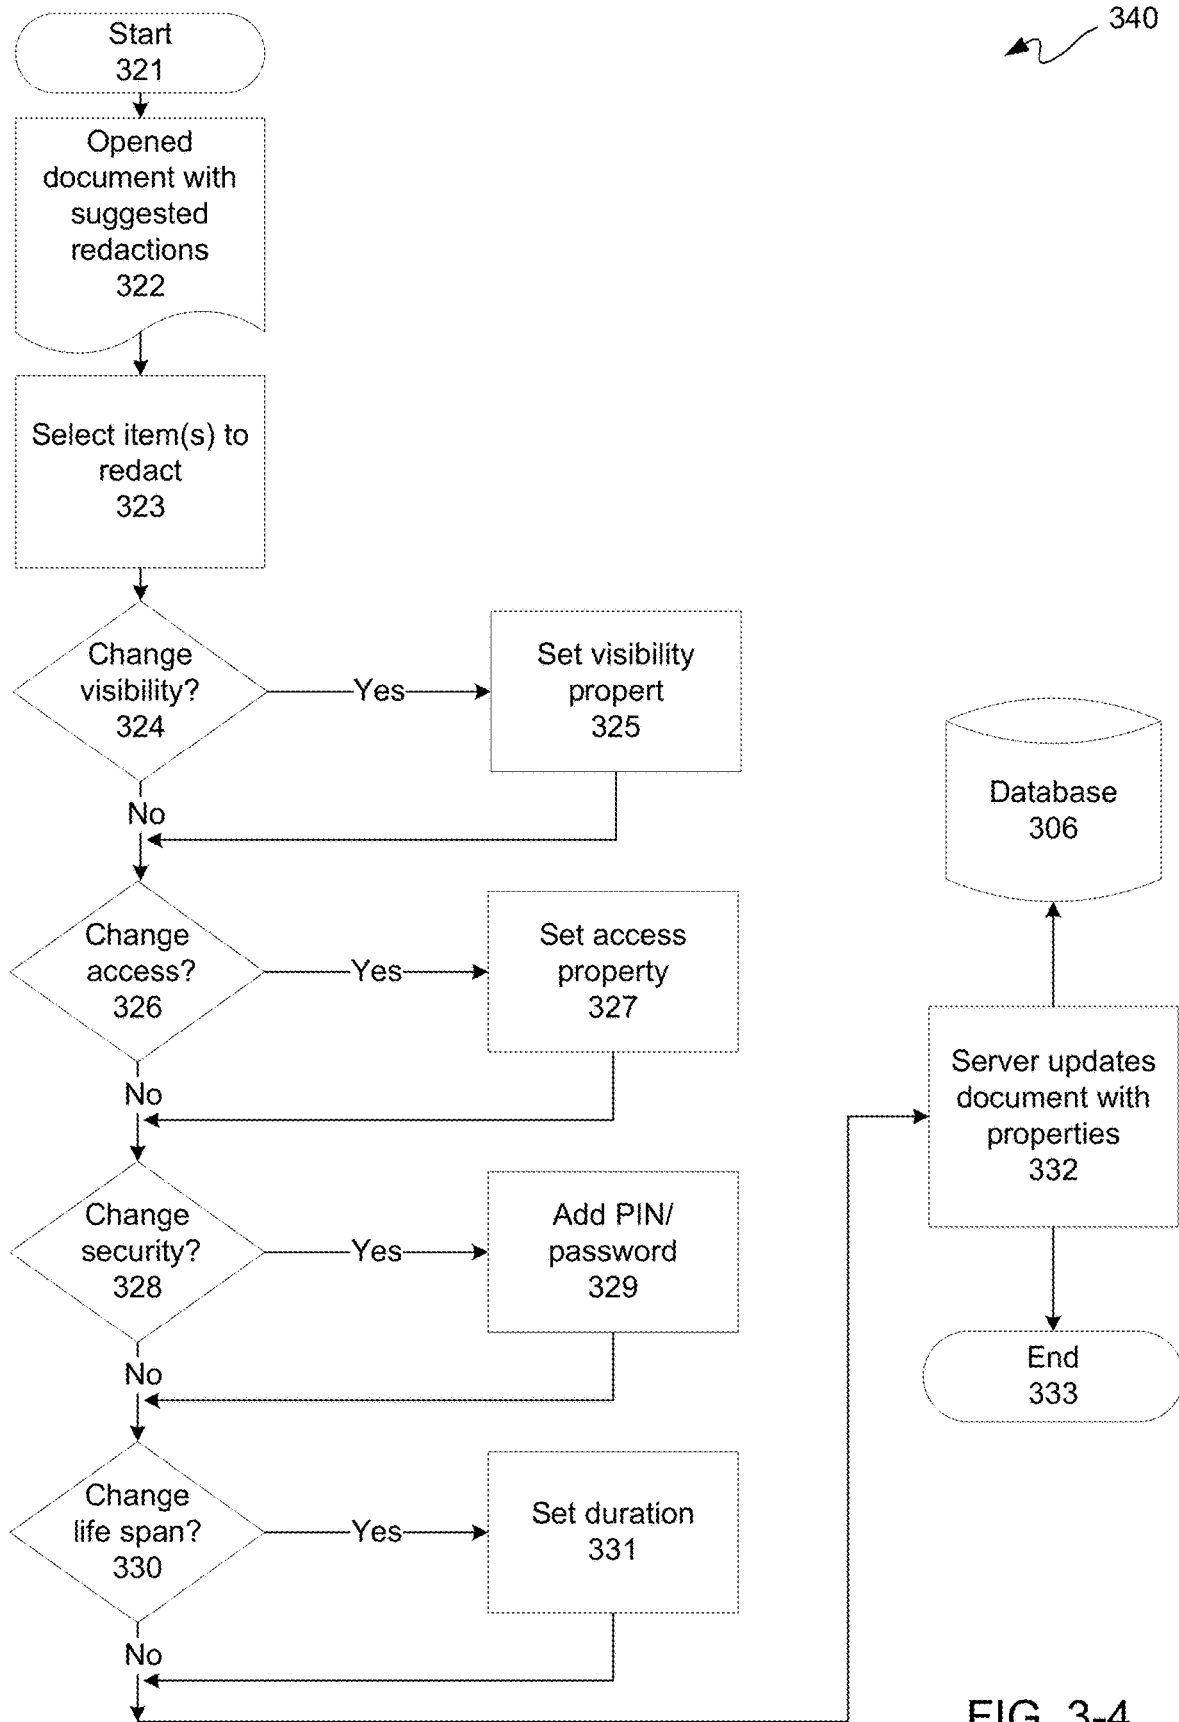 340
Start
321
Opened
document with
suggested
redactions
322
Select item(s) to
redact
323
Change
visibility?
324
Yes
Set visibility
propert
325
No
Change
access?
326
Yes
Set access
property
327
No
Change
security?
328
Yes
Add PIN/
password
329
No
Change
life span?
330
Yes
Set duration
331
No
Database
306
Server updates
document with
properties
332
End
333
FIG. 3-4